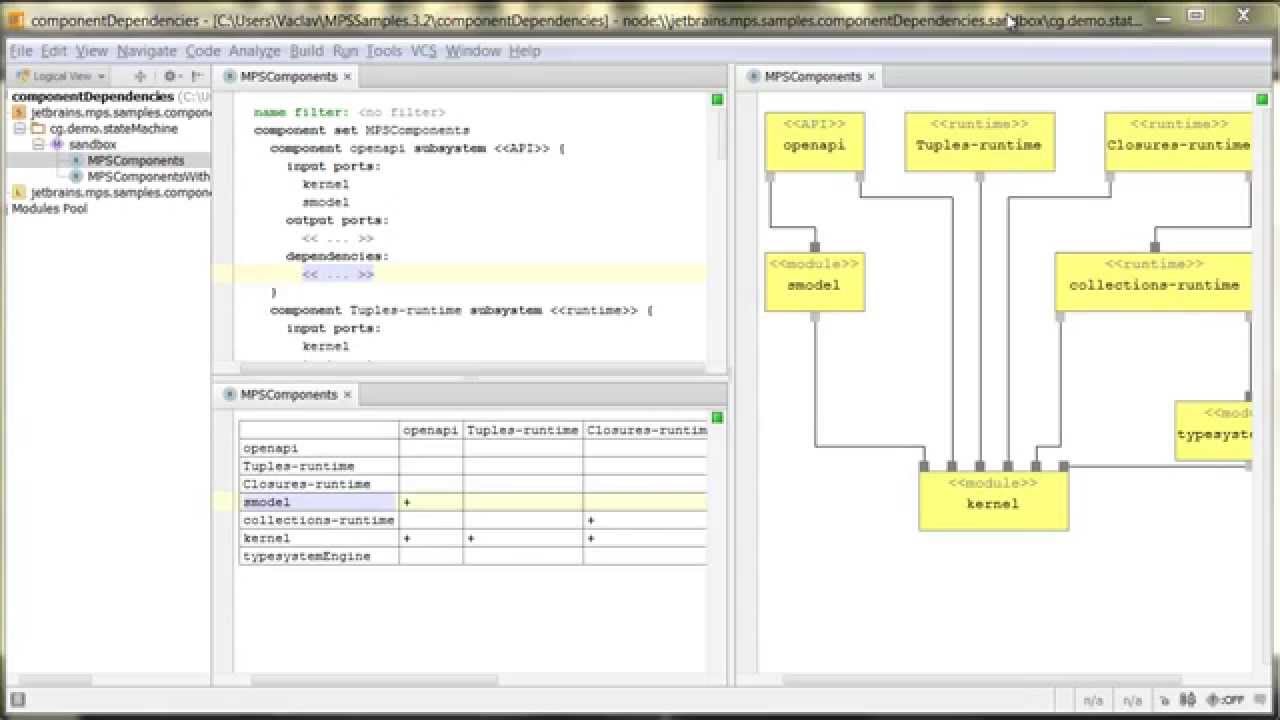 componentDependencies - [C:\Users\Vaclav\MPSSamples.3.2\componentDependencies] - node:\\jetbrains.mps.samples.componentDependencies.sandbox\cg.demo.stat...
File Edit View Navigate Code Analyze Build Run Tools VCS Window Help
Logical View
componentDependencies (C:\U
jetbrains.mps.samples.compon
cg.demo.stateMachine
sandbox
MPSComponents
MPSComponentsWith
jetbrains.mps.samples.compon
Modules Pool
MPSComponents
name filter: <no filter>
component set MPSComponents
component openapi subsystem <<API>> {
input ports:
kernel
smodel
output ports:
<< ... >>
dependencies:
<< ... >>
}
component Tuples-runtime subsystem <<runtime>> {
input ports:
kernel
MPSComponents
openapi Tuples-runtime Closures-runtim
openapi
Tuples-runtime
Closures-runtime
smodel +
collections-runtime +
kernel + + +
typesystemEngine
MPSComponents
<<API>>
openapi
<<runtime>>
Tuples-runtime
<<runtime>>
Closures-runtime
<<module>>
smodel
<<runtime>>
collections-runtime
<<modu
typesyste
<<module>>
kernel
n/a n/a :OFF